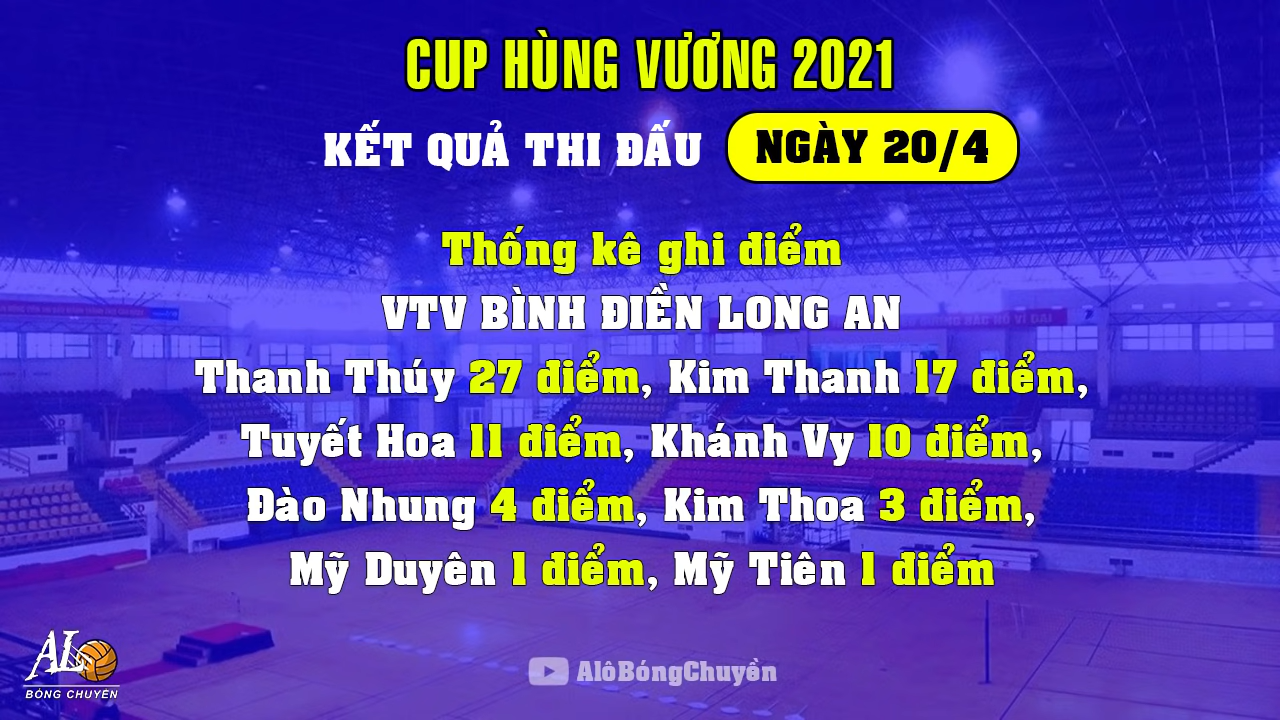 CUP HÙNG VƯƠNG 2021
KẾT QUẢ THI ĐẤU NGÀY 20/4
Thống kê ghi điểm
VTV BÌNH ĐIỀN LONG AN
Thanh Thúy 27 điểm, Kim Thanh 17 điểm,
Tuyết Hoa 11 điểm, Khánh Vy 10 điểm,
Đào Nhung 4 điểm, Kim Thoa 3 điểm,
Mỹ Duyên 1 điểm, Mỹ Tiên 1 điểm
ALO
BÓNG CHUYỀN
AlôBóngChuyền